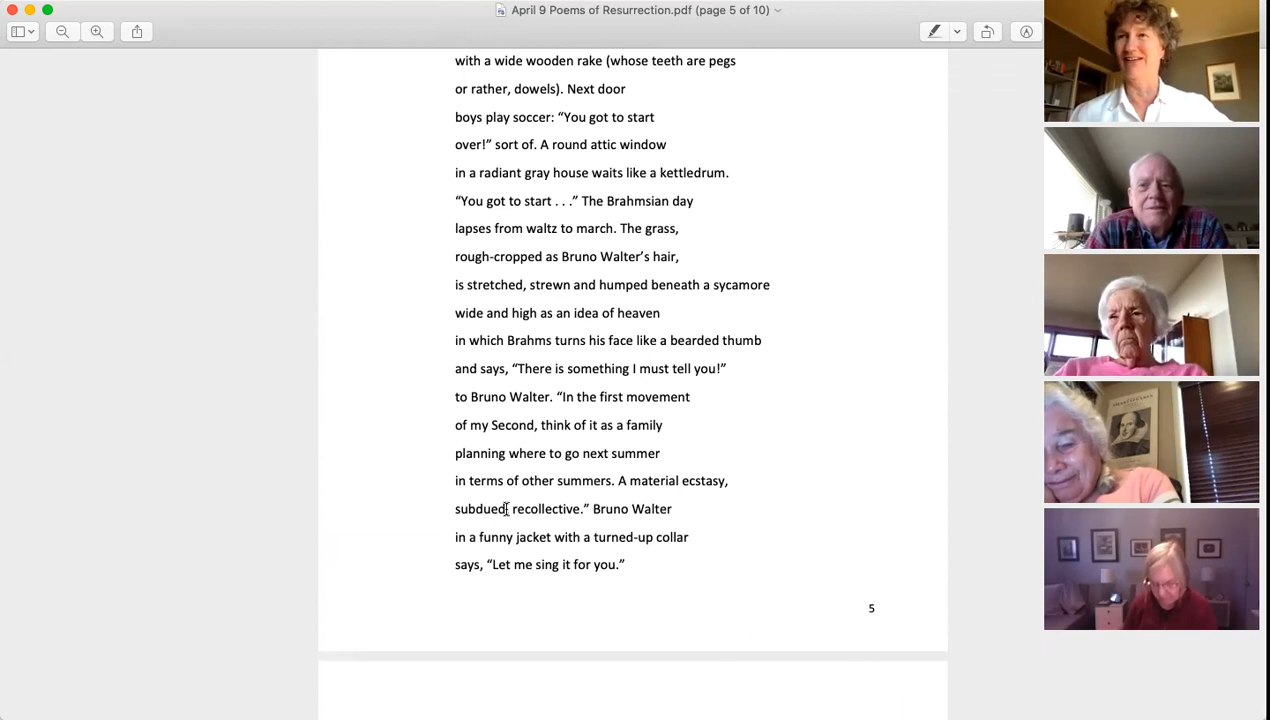 April 9 Poems of Resurrection.pdf (page 5 of 10)
with a wide wooden rake (whose teeth are pegs
or rather, dowels). Next door
boys play soccer: “You got to start
over!” sort of. A round attic window
in a radiant gray house waits like a kettledrum.
“You got to start . . .” The Brahmsian day
lapses from waltz to march. The grass,
rough-cropped as Bruno Walter’s hair,
is stretched, strewn and humped beneath a sycamore
wide and high as an idea of heaven
in which Brahms turns his face like a bearded thumb
and says, “There is something I must tell you!”
to Bruno Walter. “In the first movement
of my Second, think of it as a family
planning where to go next summer
in terms of other summers. A material ecstasy,
subdued, recollective.” Bruno Walter
in a funny jacket with a turned-up collar
says, “Let me sing it for you.”
5